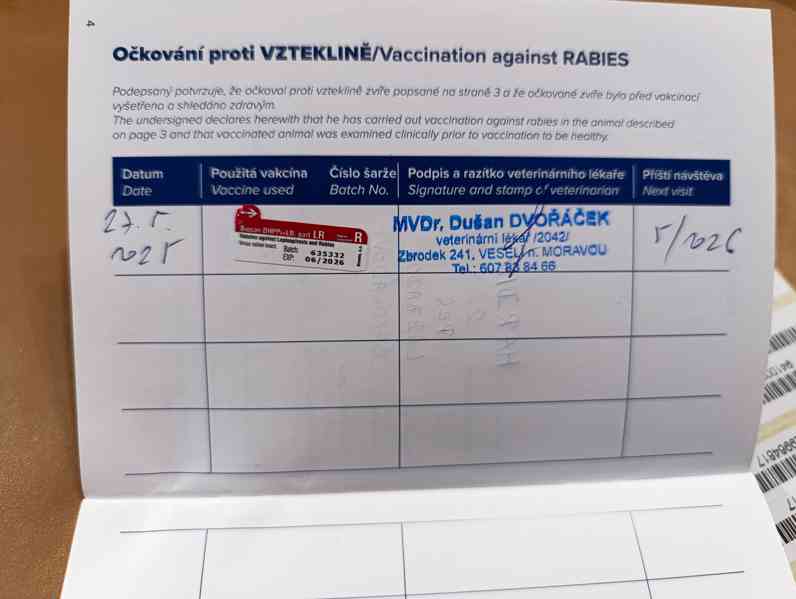 4
Očkování proti VZTEKLINĚ/Vaccination against RABIES
Podepsaný potvrzuje, že očkoval proti vzteklině zvíře popsané na straně 3 a že očkované zvíře bylo před vakcinací
vyšetřeno a shledáno zdravým.
The undersigned declares herewith that he has carried out vaccination against rabies in the animal described
on page 3 and that vaccinated animal was examined clinically prior to vaccination to be healthy.
Datum Použitá vakcína Číslo šarže Podpis a razítko veterinárního lékaře Příští návštěva
Date Vaccine used Batch No. Signature and stamp of veterinarian Next visit
27. 5.
2025
LR R
Batch: 635332
EXP: 06/2026
MVDr. Dušan DVOŘÁČEK
veterinární lékař /2042/
Zbrodek 241, VESELÍ n. MORAVOU
Tel.: 607 83 84 66
5/2026